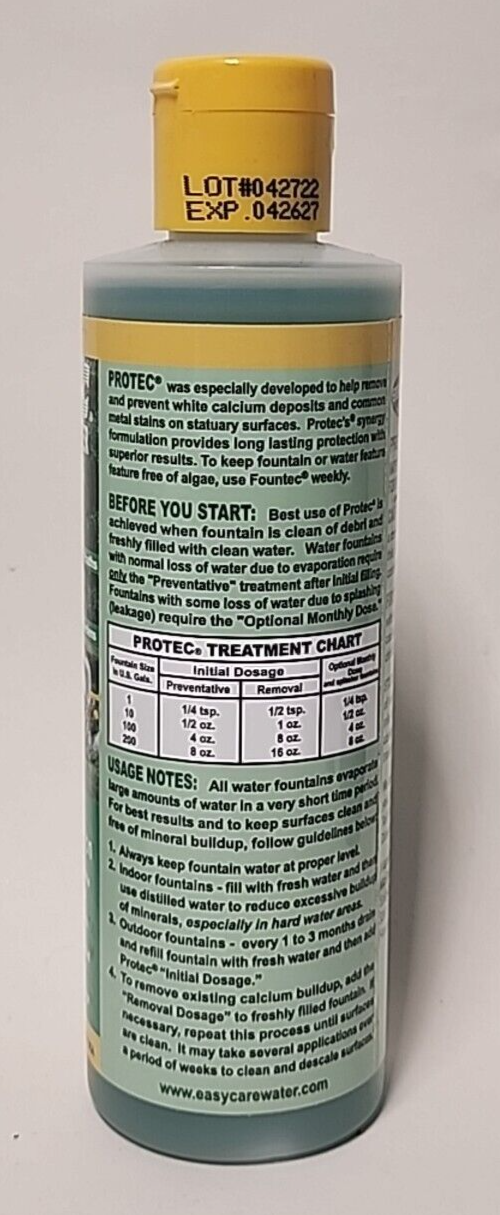 LOT#042722
EXP.042627
PROTEC® was especially developed to help remove
and prevent white calcium deposits and common
metal stains on statuary surfaces. Protec's® synergy
formulation provides long lasting protection with
superior results. To keep fountain or water feature
feature free of algae, use Fountec® weekly.
BEFORE YOU START: Best use of Protec® is
achieved when fountain is clean of debri and
freshly filled with clean water. Water fountains
with normal loss of water due to evaporation require
only the "Preventative" treatment after initial filling.
Fountains with some loss of water due to splashing
(leakage) require the "Optional Monthly Dose."
PROTEC® TREATMENT CHART
Fountain Size in U.S. Gals. Initial Dosage Optional Monthly Dose
Preventative Removal
1 1/4 tsp. 1/2 tsp. 1/4 tsp.
10 1/2 oz. 1 oz. 1/2 oz.
100 4 oz. 8 oz. 4 oz.
200 8 oz. 16 oz. 8 oz.
USAGE NOTES: All water fountains evaporate
large amounts of water in a very short time period.
For best results and to keep surfaces clean and
free of mineral buildup, follow guidelines below:
1. Always keep fountain water at proper level.
2. Indoor fountains - fill with fresh water and then
use distilled water to reduce excessive buildup
of minerals, especially in hard water areas.
3. Outdoor fountains - every 1 to 3 months drain
and refill fountain with fresh water and then add
Protec® "Initial Dosage."
4. To remove existing calcium buildup, add the
"Removal Dosage" to freshly filled fountain. If
necessary, repeat this process until surfaces
are clean. It may take several applications over
a period of weeks to clean and descale surfaces.
www.easycarewater.com